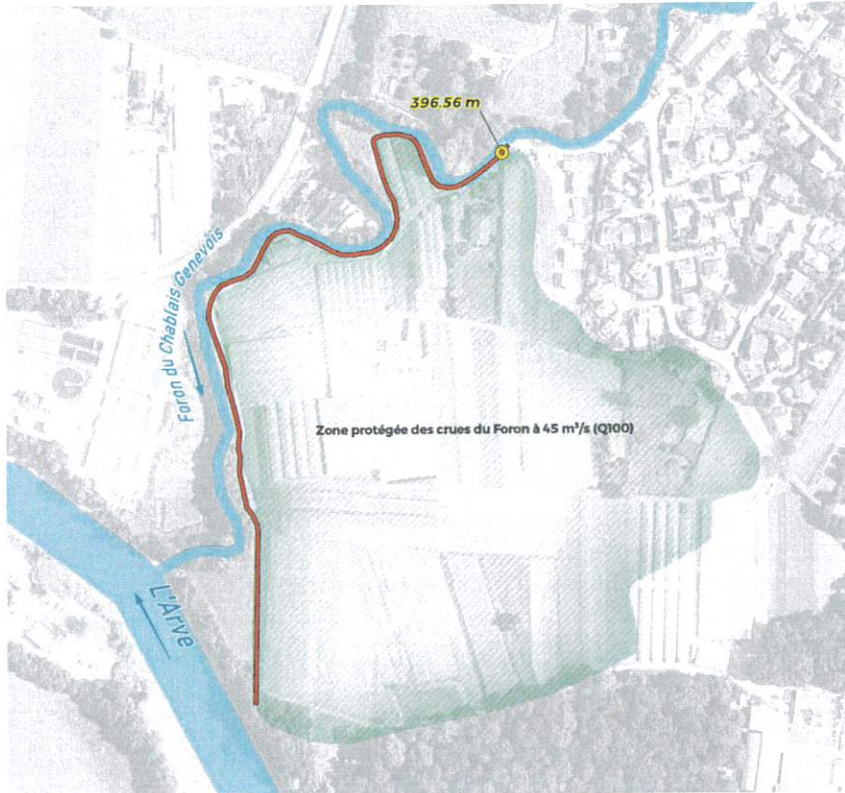 396.56 m
Foron du Chablais Genevois
Zone protégée des crues du Foron à 45 m³/s (Q100)
L'Arve